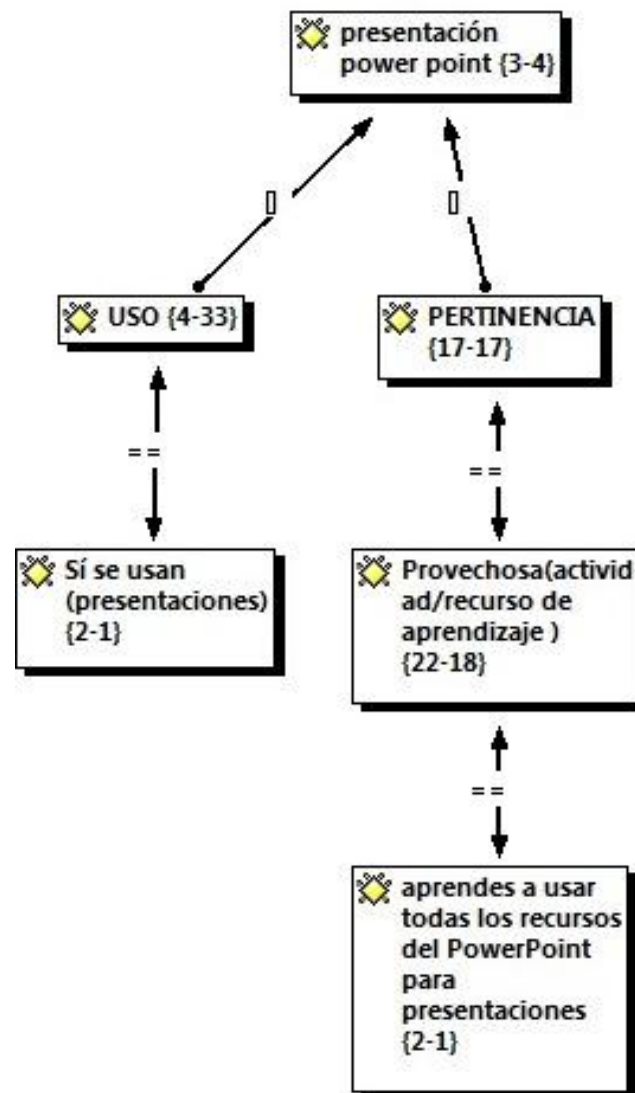 presentación
power point {3-4}
[]
[]
USO {4-33}
PERTINENCIA
{17-17}
==
==
Sí se usan
(presentaciones)
{2-1}
Provechosa(activid
ad/recurso de
aprendizaje )
{22-18}
==
aprendes a usar
todas los recursos
del PowerPoint
para
presentaciones
{2-1}